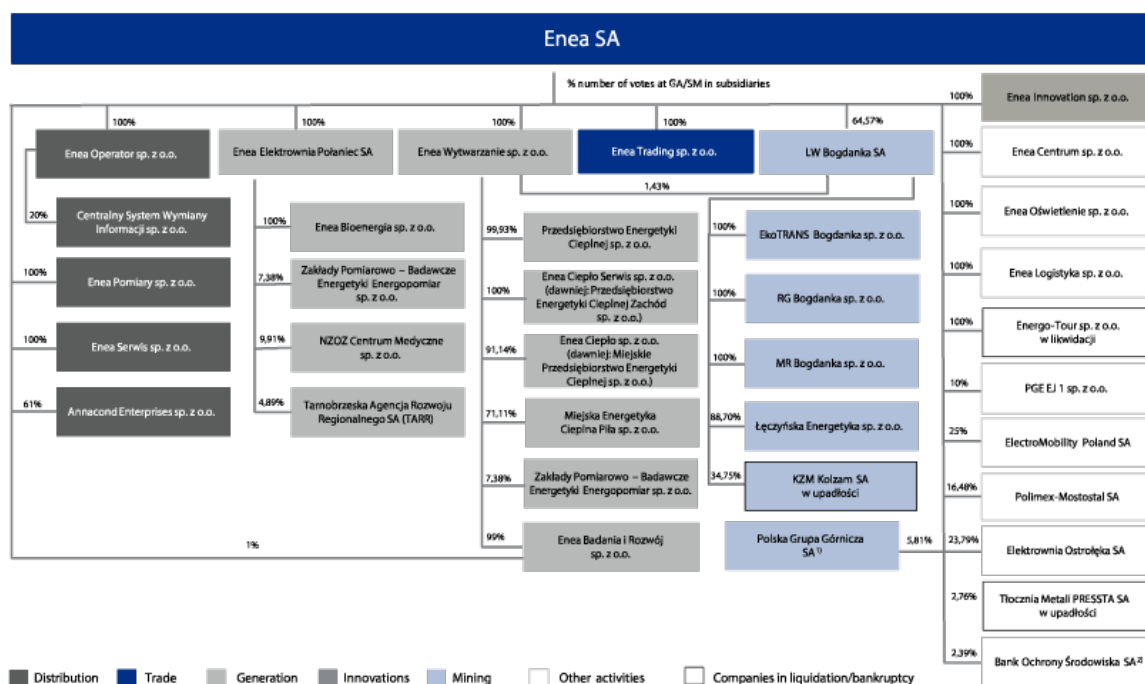 Enea SA
% number of votes at GA/SM in subsidiaries
100%
Enea Operator sp. z o.o.
100%
Enea Elektrownia Połaniec SA
100%
Enea Wytwarzanie sp. z o.o.
100%
Enea Trading sp. z o.o.
64,57%
LW Bogdanka SA
1,43%
20%
Centralny System Wymiany
Informacji sp. z o.o.
100%
Enea Pomiary sp. z o.o.
100%
Enea Serwis sp. z o.o.
61%
Annacond Enterprises sp. z o.o.
100%
Enea Bioenergia sp. z o.o.
7,38%
Zakłady Pomiarowo – Badawcze
Energetyki Energopomiar
sp. z o.o.
9,91%
NZOZ Centrum Medyczne
sp. z o.o.
4,89%
Tarnobrzeska Agencja Rozwoju
Regionalnego SA (TARR)
99,93%
Przedsiębiorstwo Energetyki
Cieplnej sp. z o.o.
100%
Enea Ciepło Serwis sp. z o.o.
(dawniej: Przedsiębiorstwo
Energetyki Cieplnej Zachód
sp. z o.o.)
91,14%
Enea Ciepło sp. z o.o.
(dawniej: Miejskie
Przedsiębiorstwo Energetyki
Cieplnej sp. z o.o.)
71,11%
Miejska Energetyka
Cieplna Piła sp. z o.o.
7,38%
Zakłady Pomiarowo – Badawcze
Energetyki Energopomiar sp. z o.o.
99%
Enea Badania i Rozwój
sp. z o.o.
1%
100%
EkoTRANS Bogdanka sp. z o.o.
100%
RG Bogdanka sp. z o.o.
100%
MR Bogdanka sp. z o.o.
88,70%
Łęczyńska Energetyka sp. z o.o.
34,75%
KZM Kolzam SA
w upadłości
Polska Grupa Górnicza
SA¹⁾
5,81%
100%
Enea Innovation sp. z o.o.
100%
Enea Centrum sp. z o.o.
100%
Enea Oświetlenie sp. z o.o.
100%
Enea Logistyka sp. z o.o.
100%
Energo-Tour sp. z o.o.
w likwidacji
10%
PGE EJ 1 sp. z o.o.
25%
ElectroMobility Poland SA
16,48%
Polimex-Mostostal SA
23,79%
Elektrownia Ostrołęka SA
2,76%
Tłocznia Metali PRESSTA SA
w upadłości
2,39%
Bank Ochrony Środowiska SA²⁾
Distribution
Trade
Generation
Innovations
Mining
Other activities
Companies in liquidation/bankruptcy